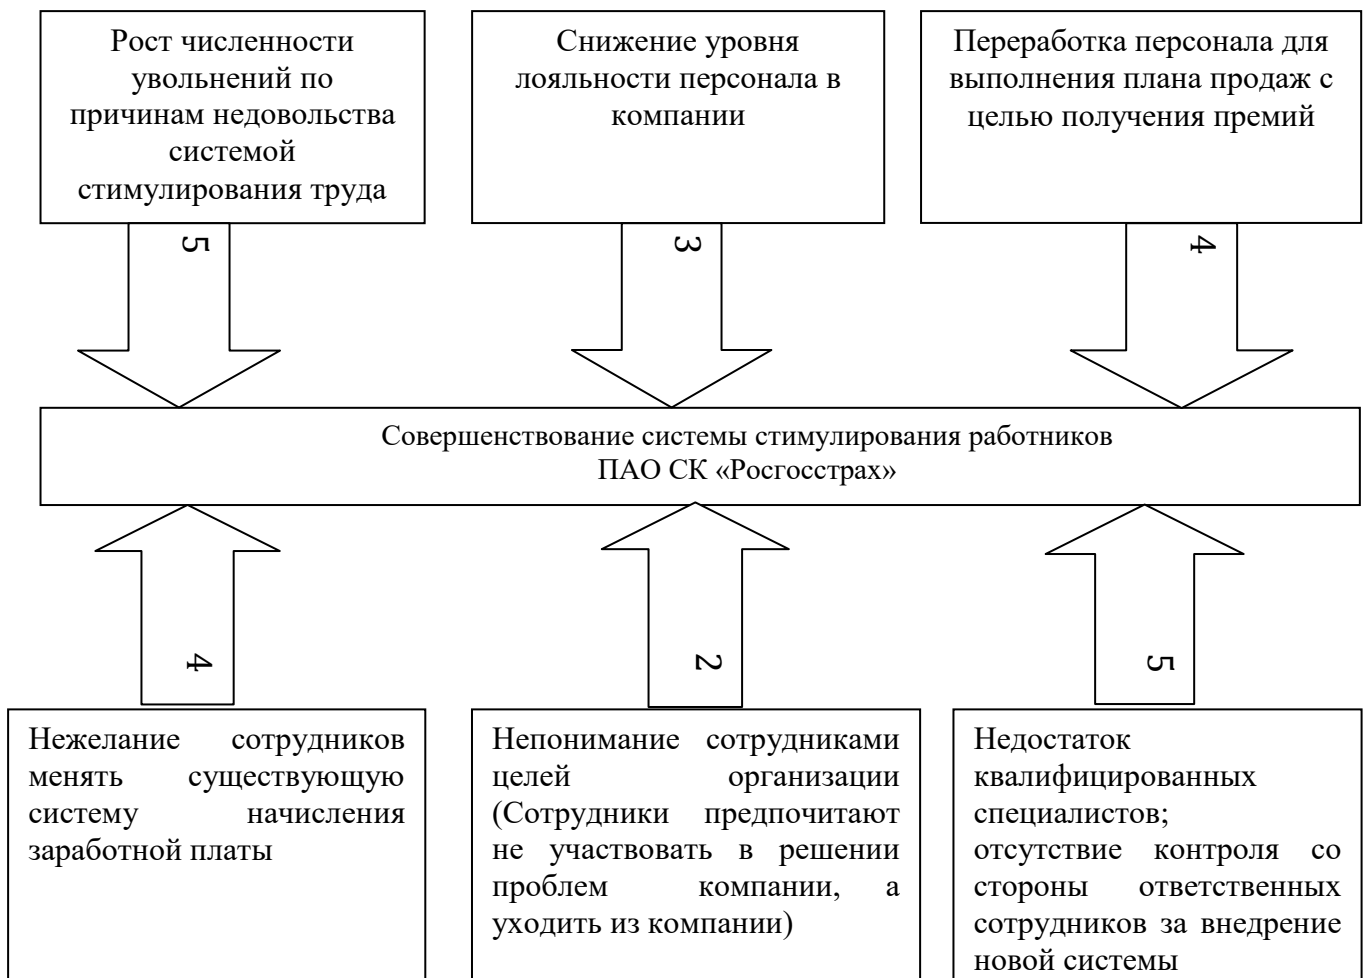 Рост численности
увольнений по
причинам недовольства
системой
стимулирования труда
Снижение уровня
лояльности персонала в
компании
Переработка персонала для
выполнения плана продаж с
целью получения премий
5
3
4
Совершенствование системы стимулирования работников
ПАО СК «Росгосстрах»
4
2
5
Нежелание сотрудников
менять существующую
систему начисления
заработной платы
Непонимание сотрудниками
целей организации
(Сотрудники предпочитают
не участвовать в решении
проблем компании, а
уходить из компании)
Недостаток
квалифицированных
специалистов;
отсутствие контроля со
стороны ответственных
сотрудников за внедрение
новой системы